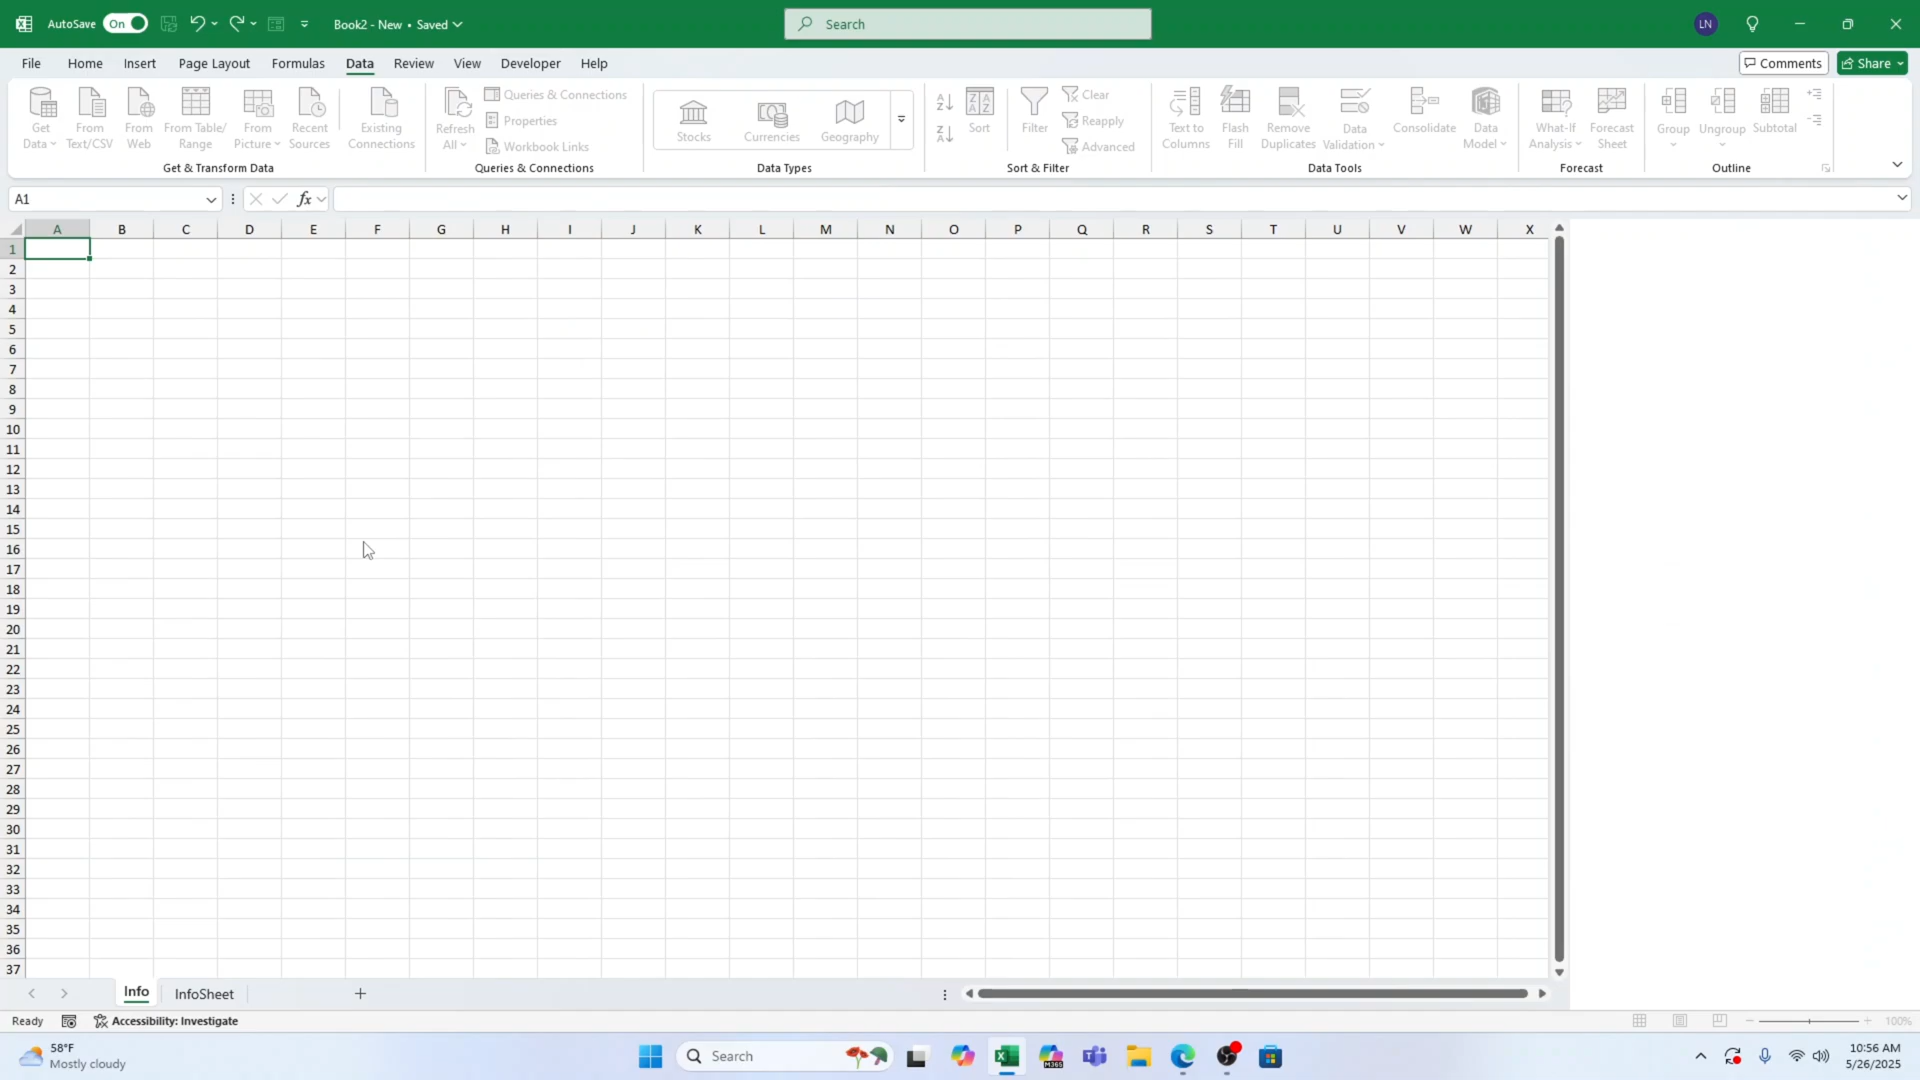 AutoSave On Book2 - New • Saved Search LN
File Home Insert Page Layout Formulas Data Review View Developer Help Comments Share
Get Data From Text/CSV From Web From Table/ Range From Picture Recent Sources Existing Connections
Get & Transform Data
Refresh All Queries & Connections
Properties
Workbook Links
Queries & Connections
Stocks Currencies Geography
Data Types
Sort Filter Clear
Reapply
Advanced
Sort & Filter
Text to Columns Flash Fill Remove Duplicates Data Validation Consolidate Data Model
Data Tools
What-If Analysis Forecast Sheet
Forecast
Group Ungroup Subtotal
Outline
A1 fx
A B C D E F G H I J K L M N O P Q R S T U V W X
1
2
3
4
5
6
7
8
9
10
11
12
13
14
15
16
17
18
19
20
21
22
23
24
25
26
27
28
29
30
31
32
33
34
35
36
37
Info InfoSheet
Ready Accessibility: Investigate 100%
58°F
Mostly cloudy
Search
M365
10:56 AM
5/26/2025